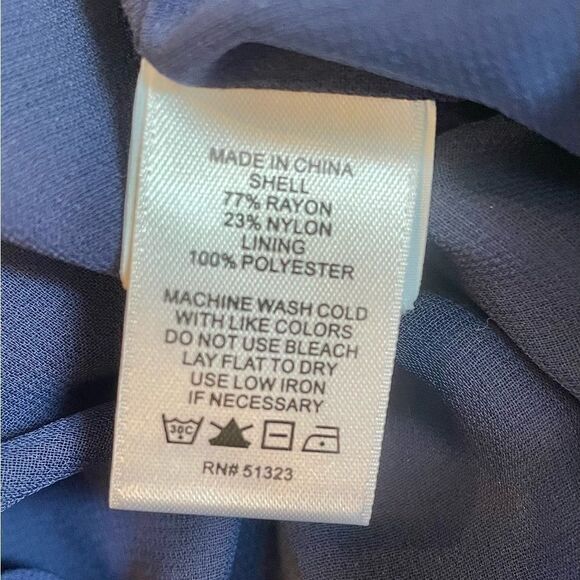 MADE IN CHINA
SHELL
77% RAYON
23% NYLON
LINING
100% POLYESTER
MACHINE WASH COLD
WITH LIKE COLORS
DO NOT USE BLEACH
LAY FLAT TO DRY
USE LOW IRON
IF NECESSARY
30C
RN# 51323